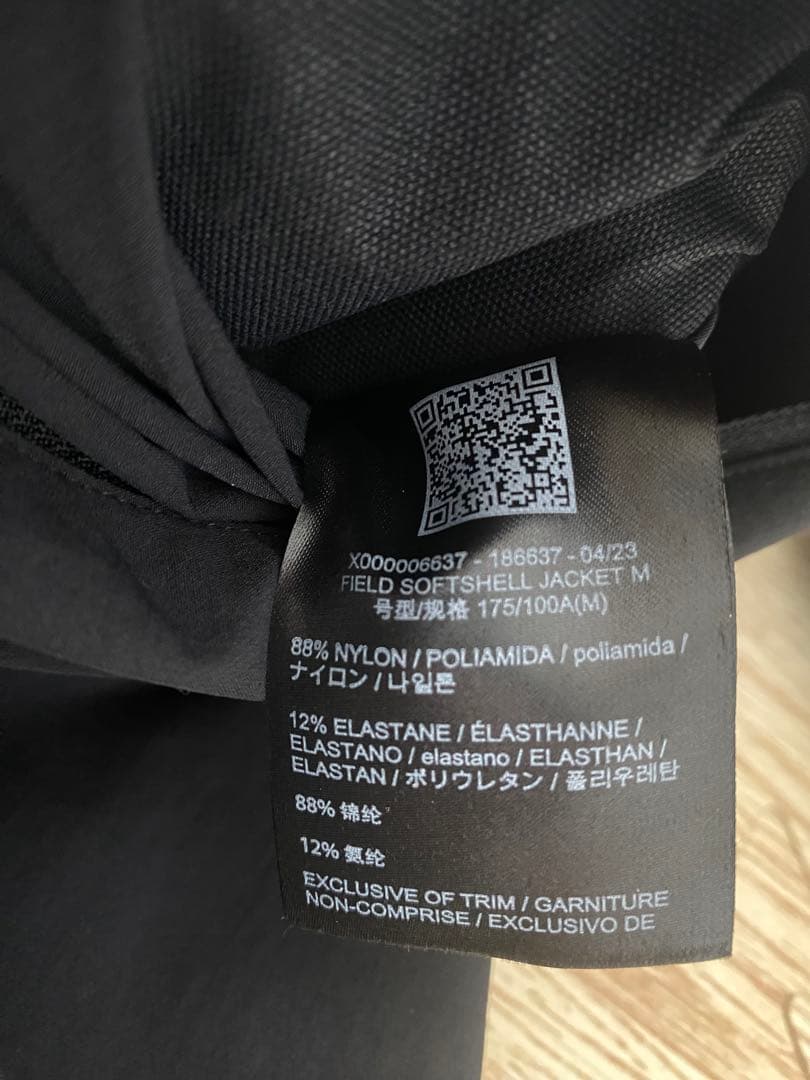 X000006637 - 186637 - 04/23
FIELD SOFTSHELL JACKET M
号型/规格 175/100A(M)
88% NYLON / POLIAMIDA / poliamida /
ナイロン / 나일론
12% ELASTANE / ÉLASTHANNE /
ELASTANO / elastano / ELASTHAN /
ELASTAN / ポリウレタン / 폴리우레탄
88% 锦纶
12% 氨纶
EXCLUSIVE OF TRIM / GARNITURE
NON-COMPRISE / EXCLUSIVO DE